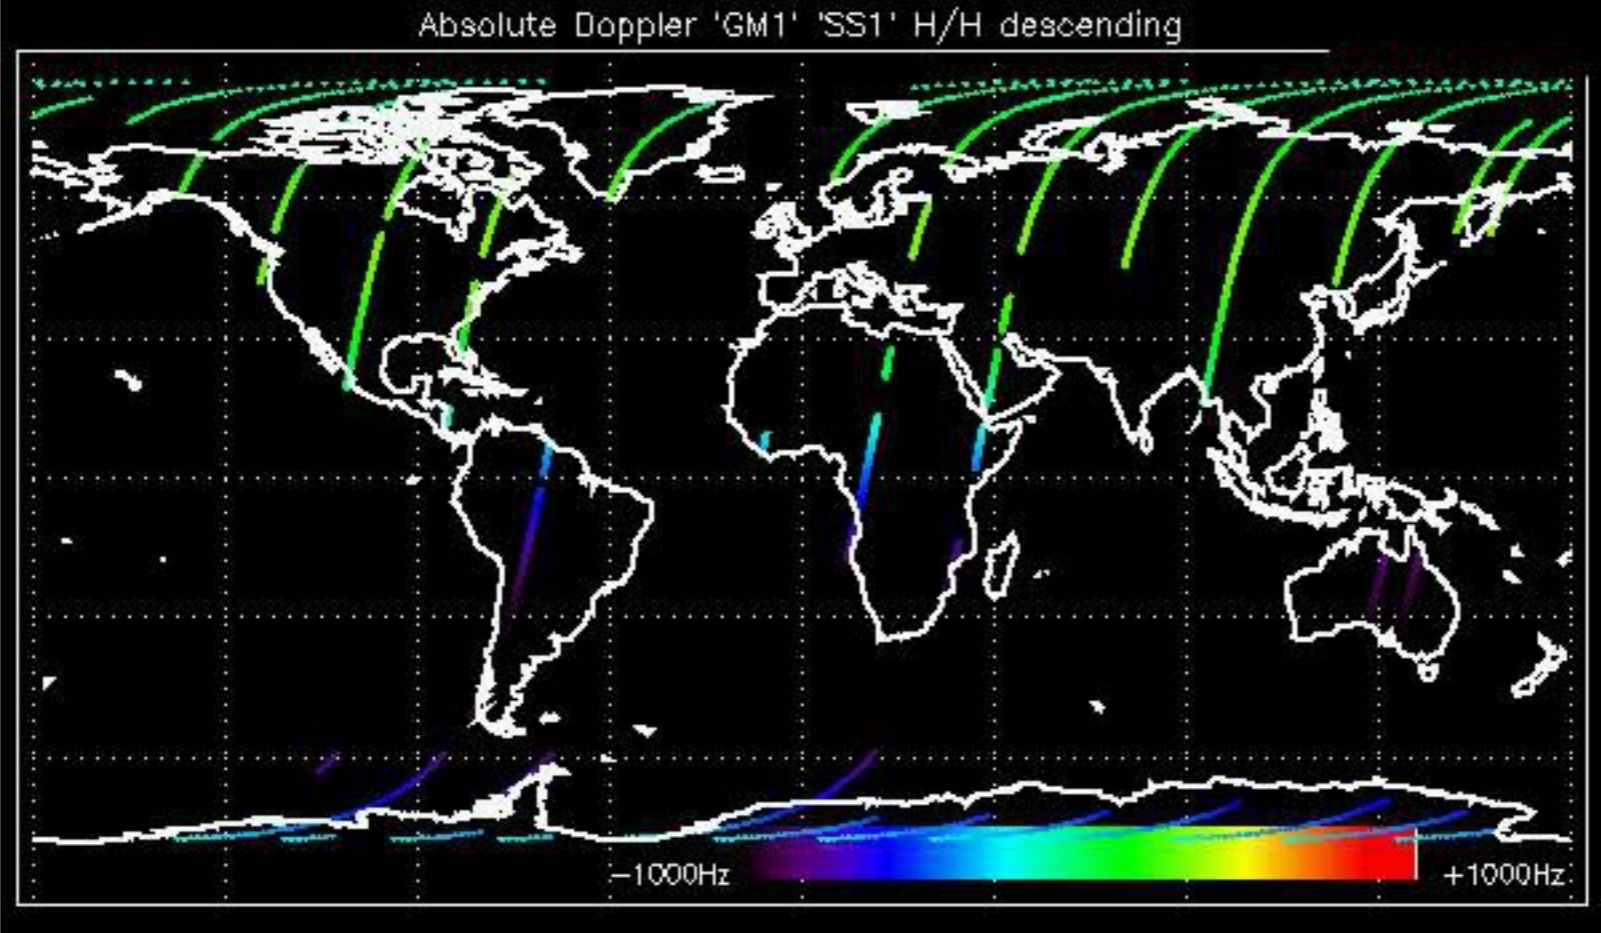 Absolute Doppler 'GM1' 'SS1' H/H descending
−1000Hz
+1000Hz